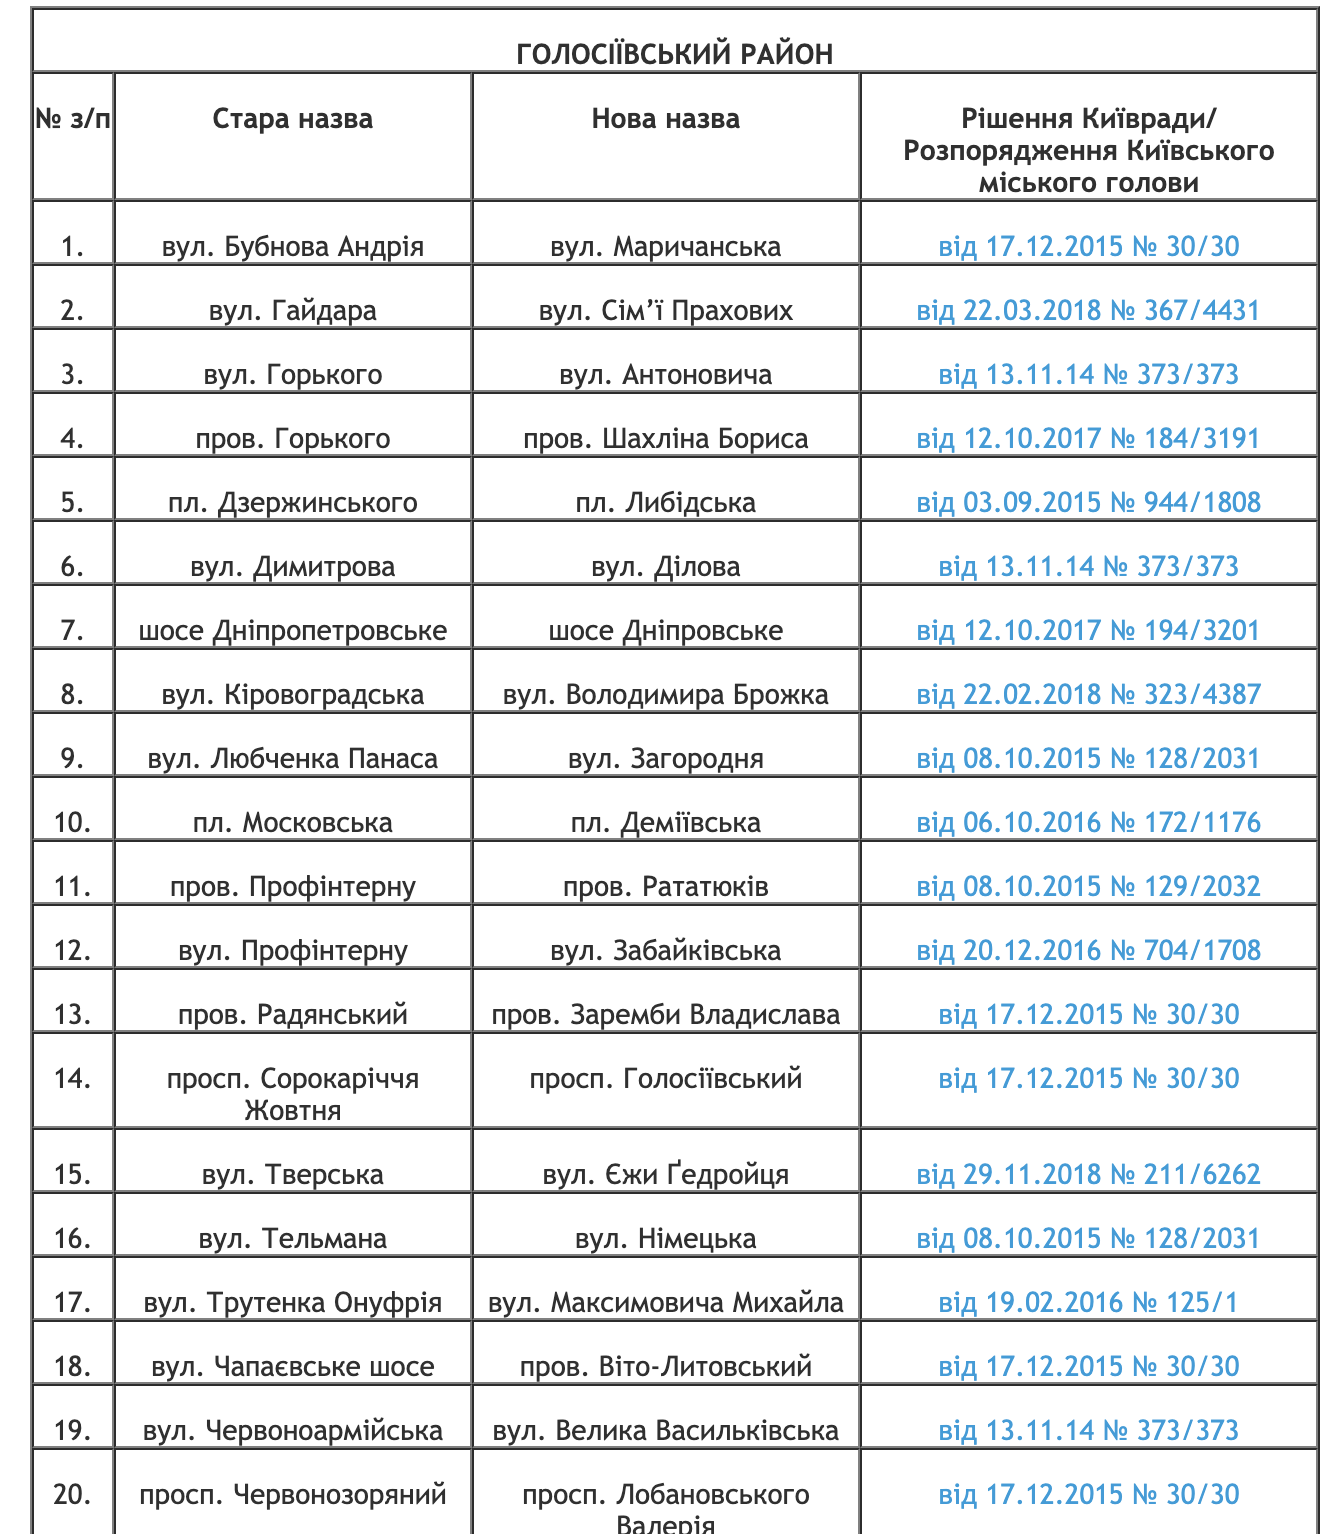 ГОЛОСІЇВСЬКИЙ РАЙОН
№ з/п Стара назва Нова назва Рішення Київради/
Розпорядження Київського
міського голови
1. вул. Бубнова Андрія вул. Маричанська від 17.12.2015 № 30/30
2. вул. Гайдара вул. Сім’ї Прахових від 22.03.2018 № 367/4431
3. вул. Горького вул. Антоновича від 13.11.14 № 373/373
4. пров. Горького пров. Шахліна Бориса від 12.10.2017 № 184/3191
5. пл. Дзержинського пл. Либідська від 03.09.2015 № 944/1808
6. вул. Димитрова вул. Ділова від 13.11.14 № 373/373
7. шосе Дніпропетровське шосе Дніпровське від 12.10.2017 № 194/3201
8. вул. Кіровоградська вул. Володимира Брожка від 22.02.2018 № 323/4387
9. вул. Любченка Панаса вул. Загородня від 08.10.2015 № 128/2031
10. пл. Московська пл. Деміївська від 06.10.2016 № 172/1176
11. пров. Профінтерну пров. Рататюків від 08.10.2015 № 129/2032
12. вул. Профінтерну вул. Забайківська від 20.12.2016 № 704/1708
13. пров. Радянський пров. Заремби Владислава від 17.12.2015 № 30/30
14. просп. Сорокаріччя просп. Голосіївський від 17.12.2015 № 30/30
Жовтня
15. вул. Тверська вул. Єжи Ґедройця від 29.11.2018 № 211/6262
16. вул. Тельмана вул. Німецька від 08.10.2015 № 128/2031
17. вул. Трутенка Онуфрія вул. Максимовича Михайла від 19.02.2016 № 125/1
18. вул. Чапаєвське шосе пров. Віто-Литовський від 17.12.2015 № 30/30
19. вул. Червоноармійська вул. Велика Васильківська від 13.11.14 № 373/373
20. просп. Червонозоряний просп. Лобановського від 17.12.2015 № 30/30
Валерія